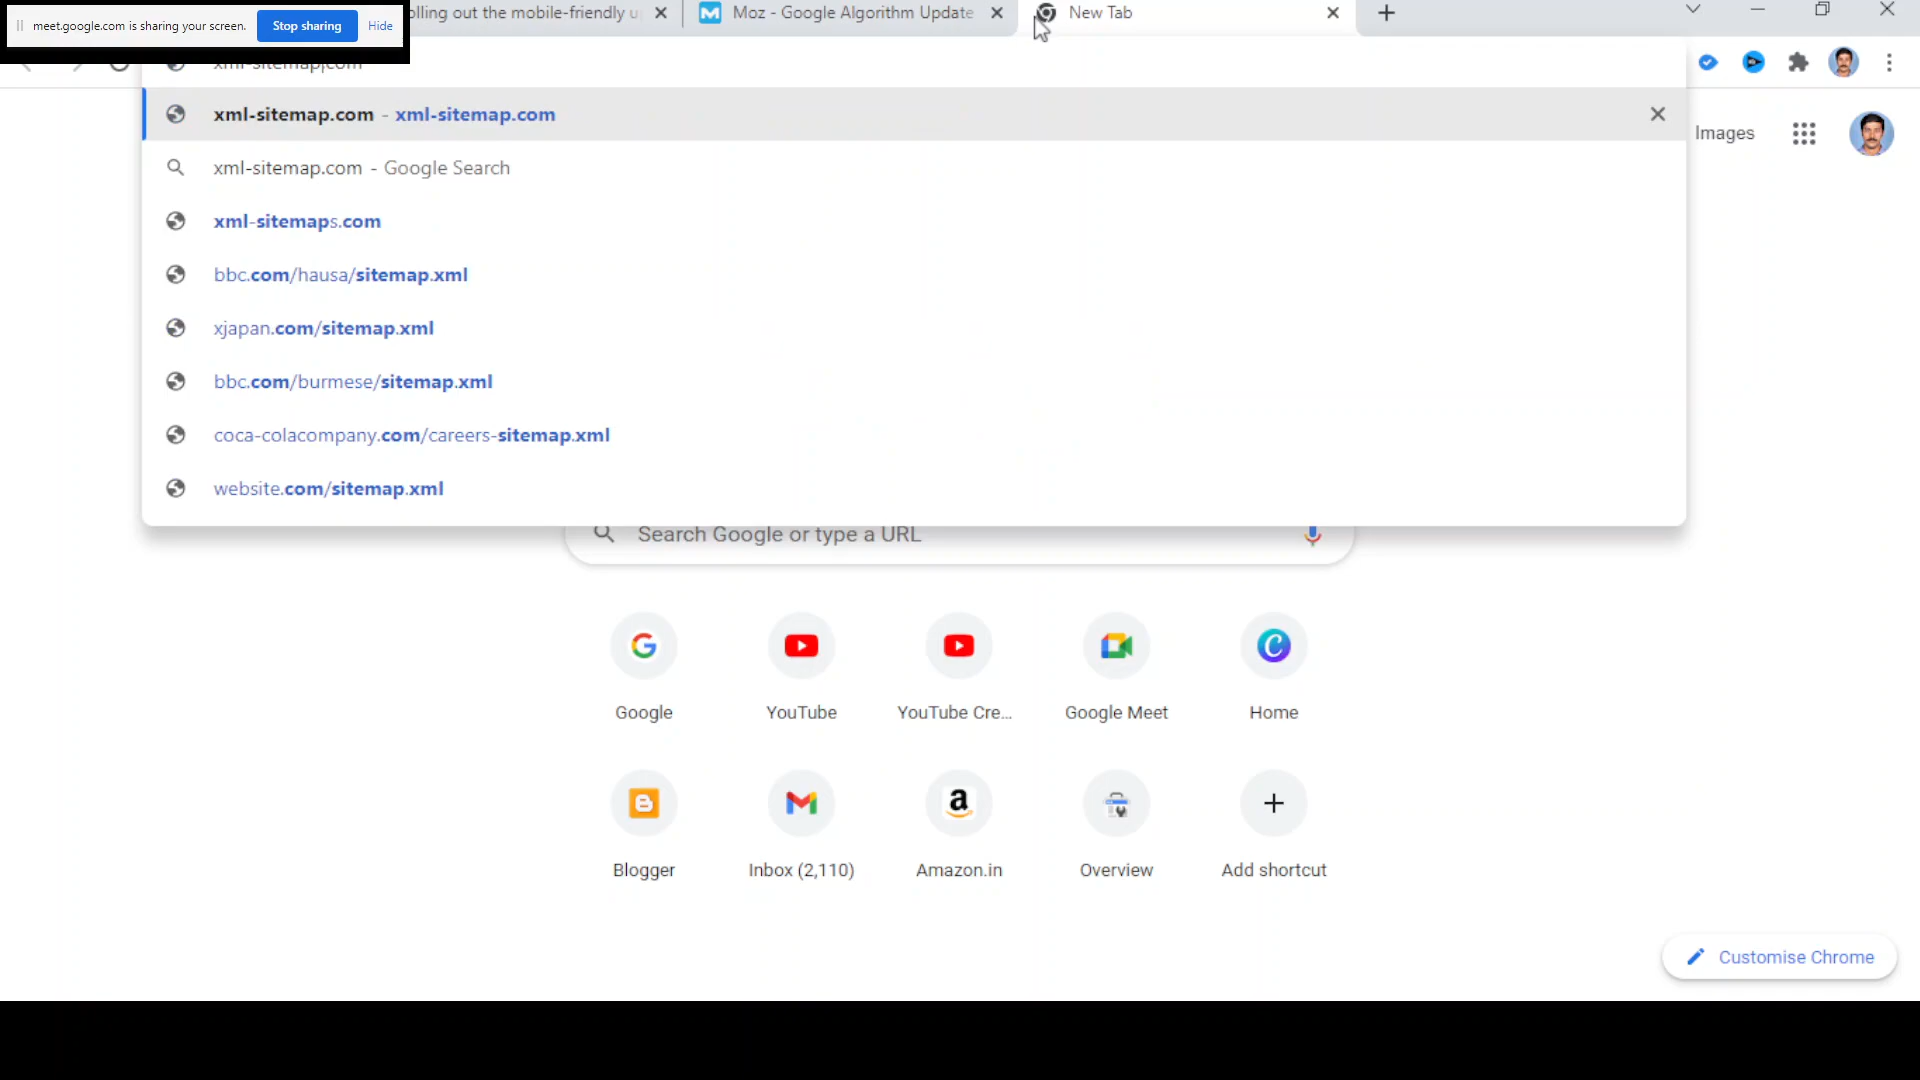 meet.google.com is sharing your screen. Stop sharing Hide
olling out the mobile-friendly u
Moz - Google Algorithm Update
New Tab
xml-sitemap.com
xml-sitemap.com - xml-sitemap.com
xml-sitemap.com - Google Search
xml-sitemaps.com
bbc.com/hausa/sitemap.xml
xjapan.com/sitemap.xml
bbc.com/burmese/sitemap.xml
coca-colacompany.com/careers-sitemap.xml
website.com/sitemap.xml
Images
Search Google or type a URL
Google YouTube YouTube Cre... Google Meet Home
Blogger Inbox (2,110) Amazon.in Overview Add shortcut
Customise Chrome